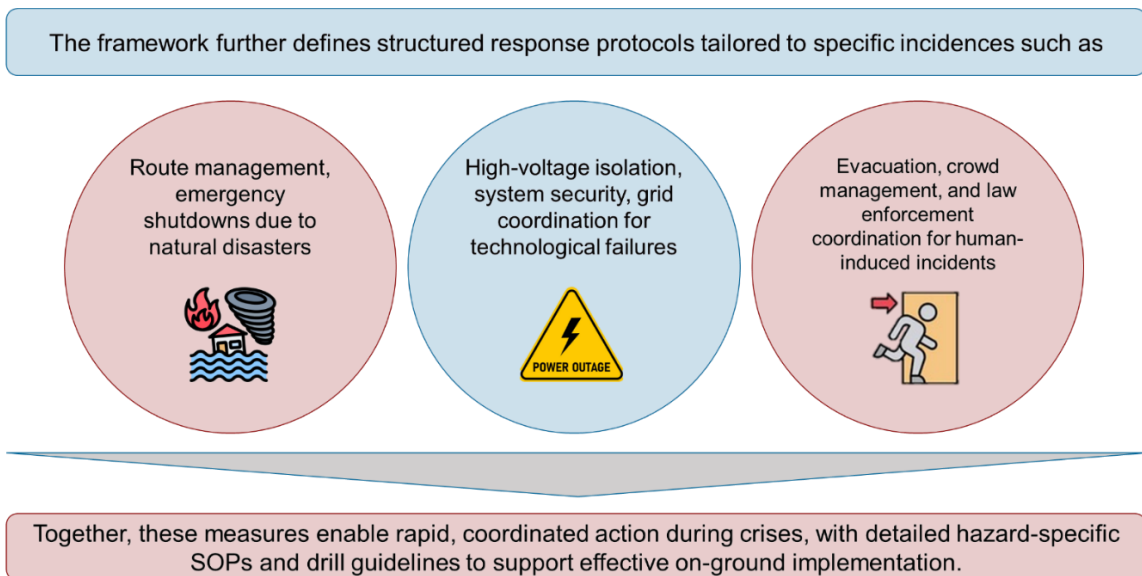 The framework further defines structured response protocols tailored to specific incidences such as
Route management,
emergency
shutdowns due to
natural disasters
High-voltage isolation,
system security, grid
coordination for
technological failures
POWER OUTAGE
Evacuation, crowd
management, and law
enforcement
coordination for human-
induced incidents
Together, these measures enable rapid, coordinated action during crises, with detailed hazard-specific
SOPs and drill guidelines to support effective on-ground implementation.